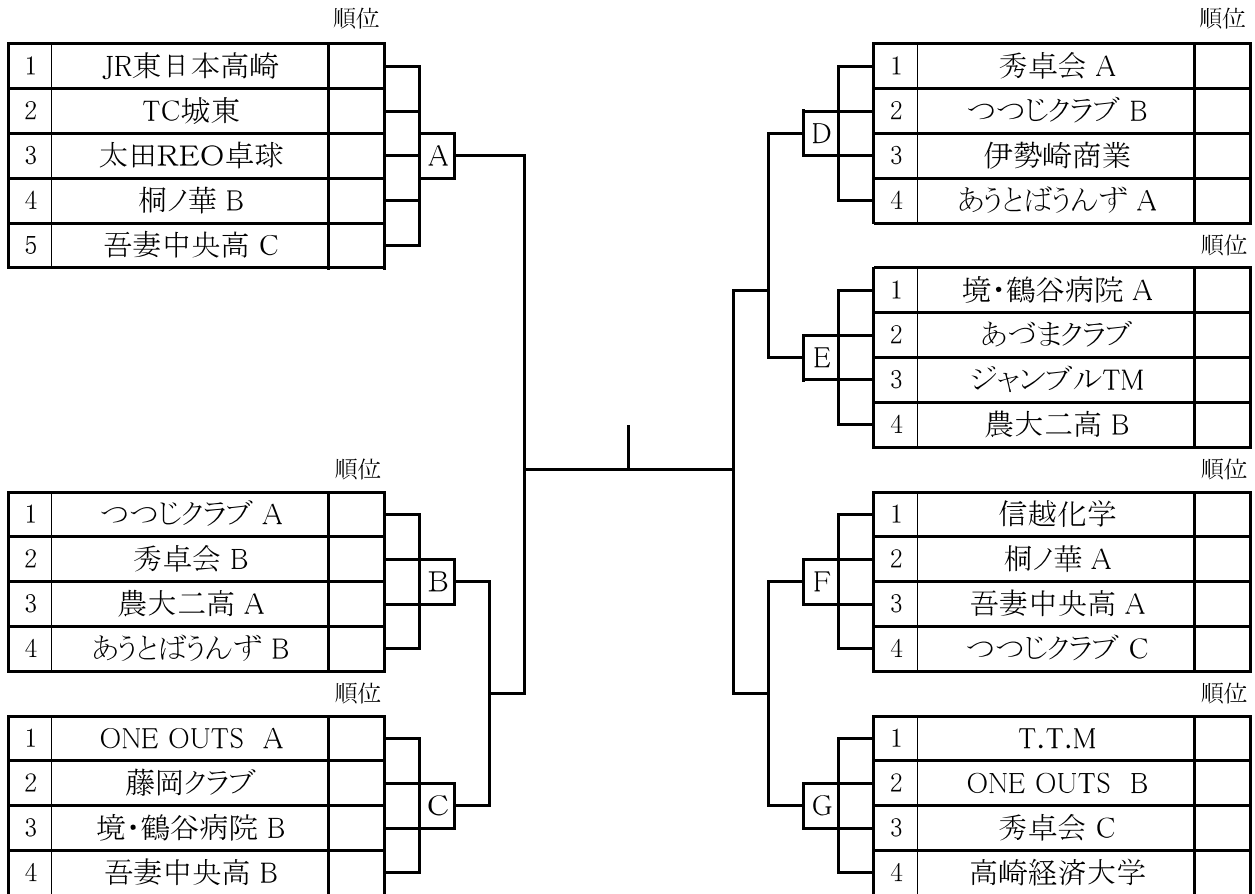 順位
1 JR東日本高崎
2 TC城東
3 太田REO卓球
4 桐ノ華 B
5 吾妻中央高 C
A
順位
1 つつじクラブ A
2 秀卓会 B
3 農大二高 A
4 あうとばうんず B
B
順位
1 ONE OUTS A
2 藤岡クラブ
3 境・鶴谷病院 B
4 吾妻中央高 B
C
順位
1 秀卓会 A
2 つつじクラブ B
3 伊勢崎商業
4 あうとばうんず A
D
順位
1 境・鶴谷病院 A
2 あづまクラブ
3 ジャンブルTM
4 農大二高 B
E
順位
1 信越化学
2 桐ノ華 A
3 吾妻中央高 A
4 つつじクラブ C
F
順位
1 T.T.M
2 ONE OUTS B
3 秀卓会 C
4 高崎経済大学
G